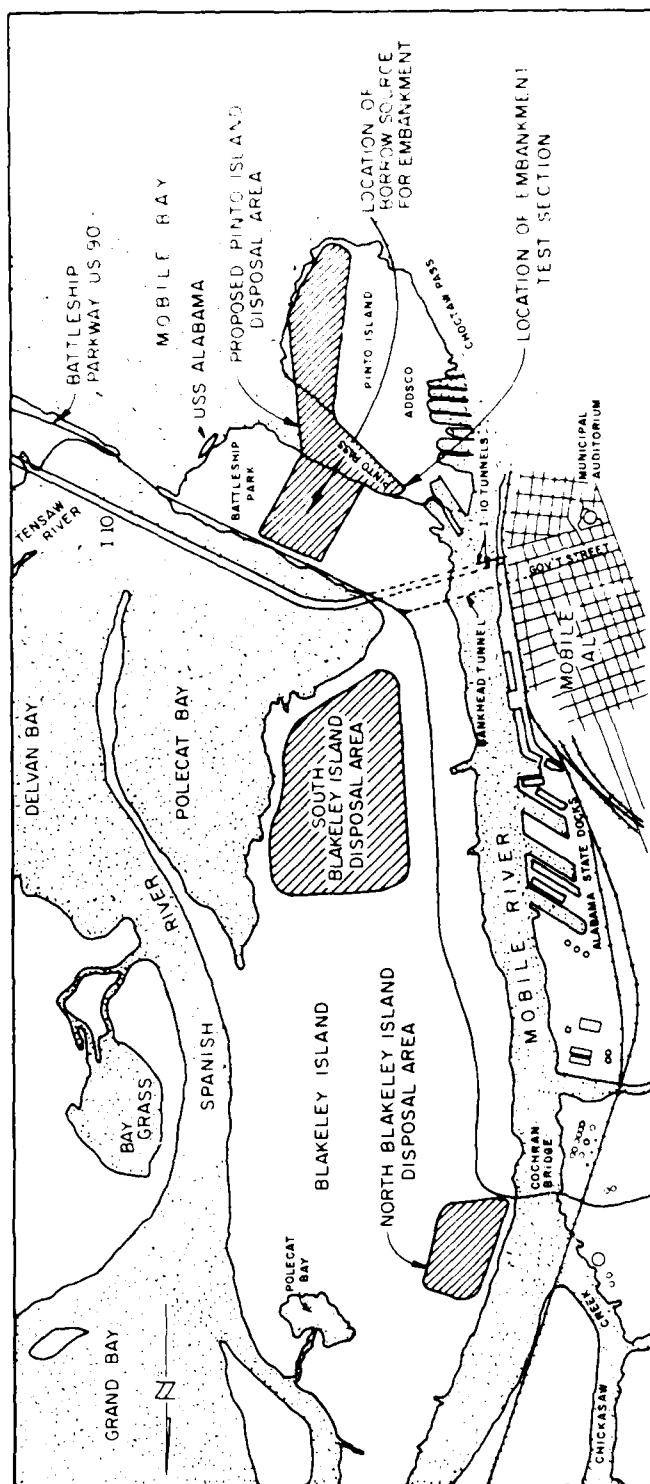 GRAND BAY
N
BAY
GRASS
DELVAN BAY
TENSAW
RIVER
I 10
BATTLESHIP
PARKWAY US 90
MOBILE BAY
USS ALABAMA
PROPOSED PINTO ISLAND
DISPOSAL AREA
SPANISH
RIVER
POLECAT BAY
BATTLESHIP
PARK
POLECAT
BAY
BLAKELEY ISLAND
SOUTH
BLAKELEY ISLAND
DISPOSAL AREA
PINTO PASS
PINTO ISLAND
LOCATION OF
BORROW SOURCE
FOR EMBANKMENT
NORTH BLAKELEY ISLAND
DISPOSAL AREA
ADDSCO
CHOCTAW PASS
LOCATION OF EMBANKMENT
TEST SECTION
COCHRAN
BRIDGE
MOBILE RIVER
BANKHEAD TUNNEL
I-10 TUNNELS
CHICKASAW
CREEK
ALABAMA STATE DOCKS
MOBILE
AL
GOV'T STREET
MUNICIPAL
AUDITORIUM